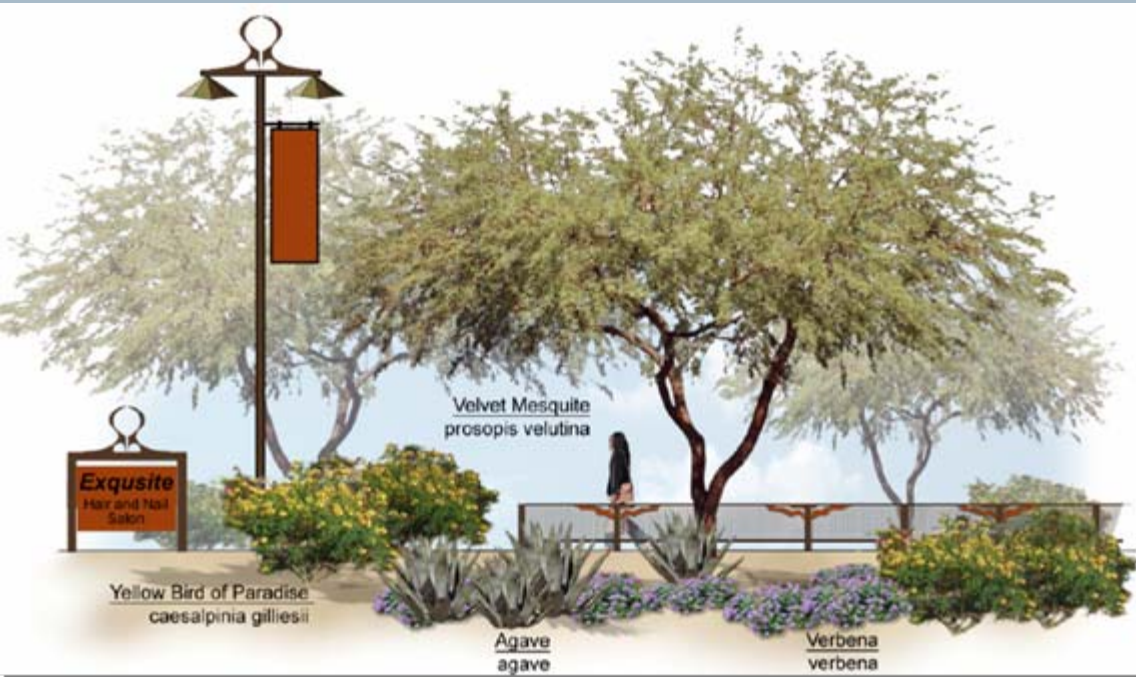 Velvet Mesquite
prosopis velutina
Exqusite
Hair and Nail
Salon
Yellow Bird of Paradise
caesalpinia gilliesii
Agave
agave
Verbena
verbena